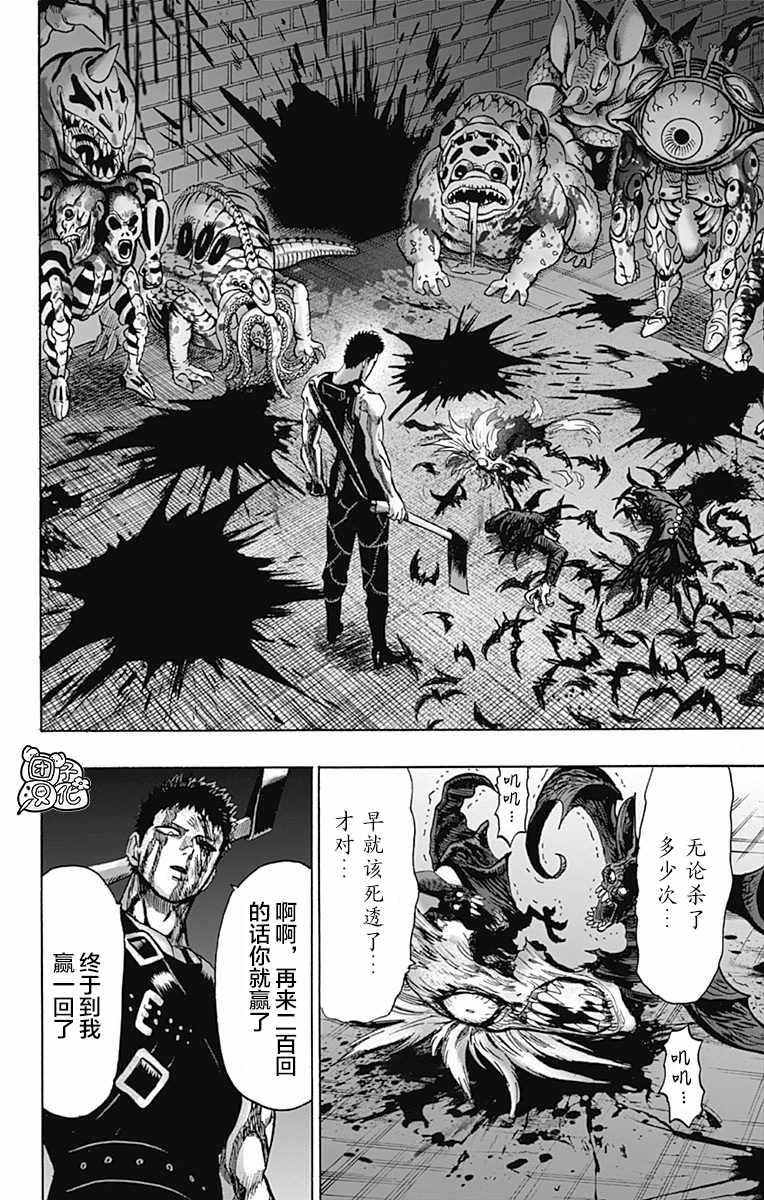 无论杀了
多少次…
叽叽…
早就该死透了…
才对…
叽叽…
啊啊，再来二百回
的话你就赢了
终于到我
赢一回了
团子
汉化